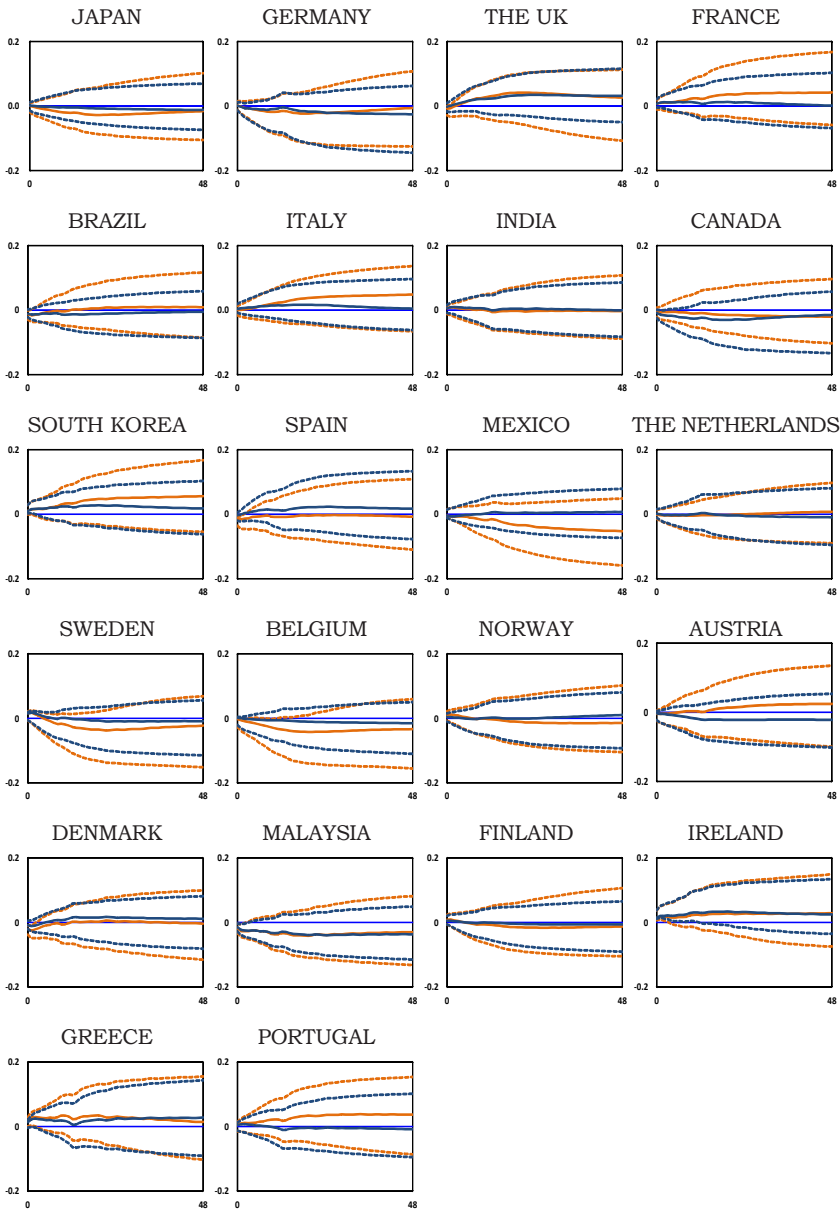 JAPAN GERMANY THE UK FRANCE
0.2 0.2 0.2 0.2
0.0 0.0 0.0 0.0
-0.2 -0.2 -0.2 -0.2
0 48 0 48 0 48 0 48
BRAZIL ITALY INDIA CANADA
0.2 0.2 0.2 0.2
0.0 0.0 0.0 0.0
-0.2 -0.2 -0.2 -0.2
0 48 0 48 0 48 0 48
SOUTH KOREA SPAIN MEXICO THE NETHERLANDS
0.2 0.2 0.2 0.2
0 0 0 0
-0.2 -0.2 -0.2 -0.2
0 48 0 48 0 48 0 48
SWEDEN BELGIUM NORWAY AUSTRIA
0.2 0.2 0.2 0.2
0 0 0 0
-0.2 -0.2 -0.2 -0.2
0 48 0 48 0 48 0 48
DENMARK MALAYSIA FINLAND IRELAND
0.2 0.2 0.2 0.2
0 0 0 0
-0.2 -0.2 -0.2 -0.2
0 48 0 48 0 48 0 48
GREECE PORTUGAL
0.2 0.2
0 0
-0.2 -0.2
0 48 0 48